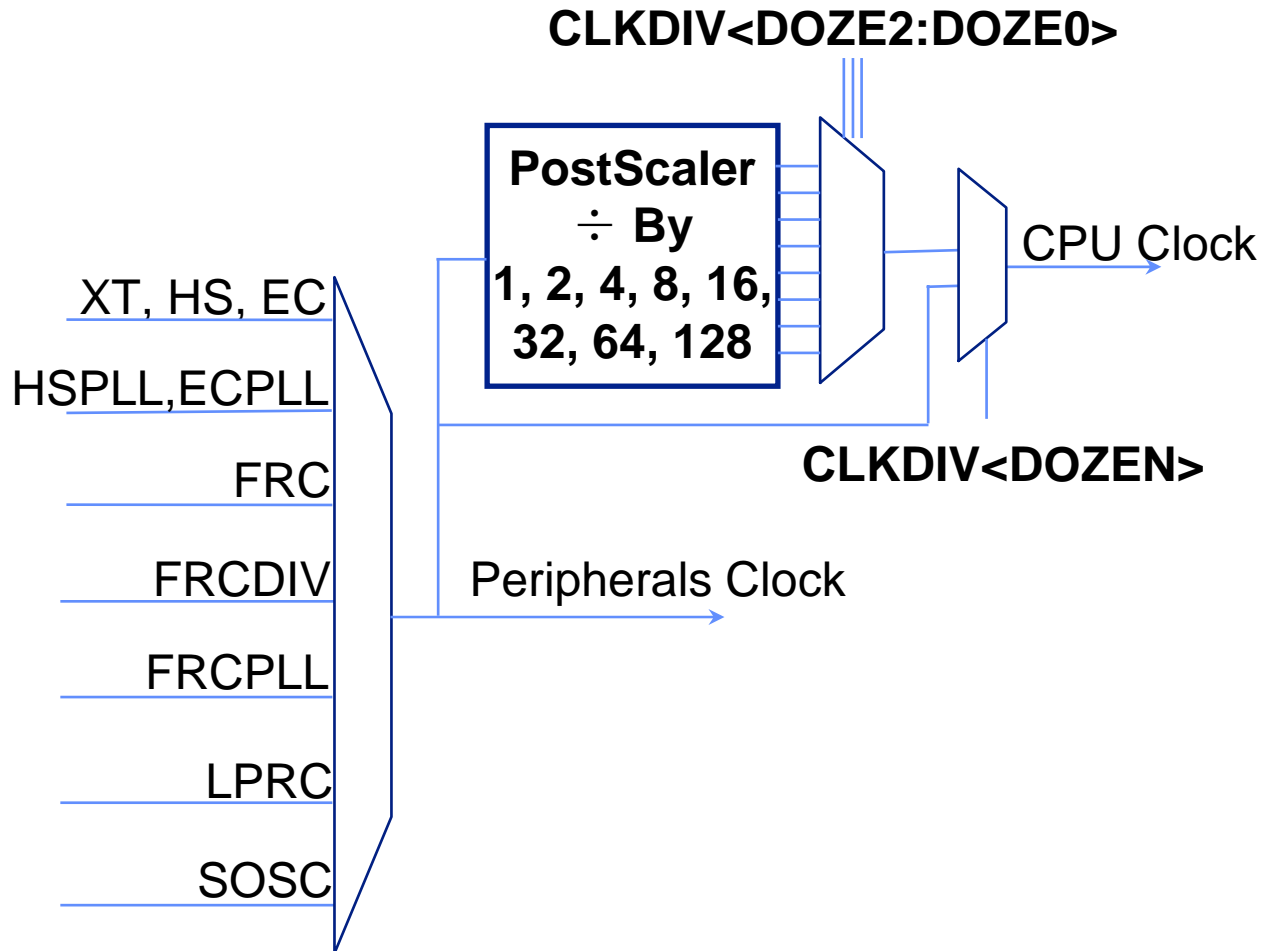 CLKDIV<DOZE2:DOZE0>
PostScaler
÷ By
1, 2, 4, 8, 16,
32, 64, 128
CPU Clock
XT, HS, EC
HSPLL,ECPLL
CLKDIV<DOZEN>
FRC
FRCDIV
Peripherals Clock
FRCPLL
LPRC
SOSC